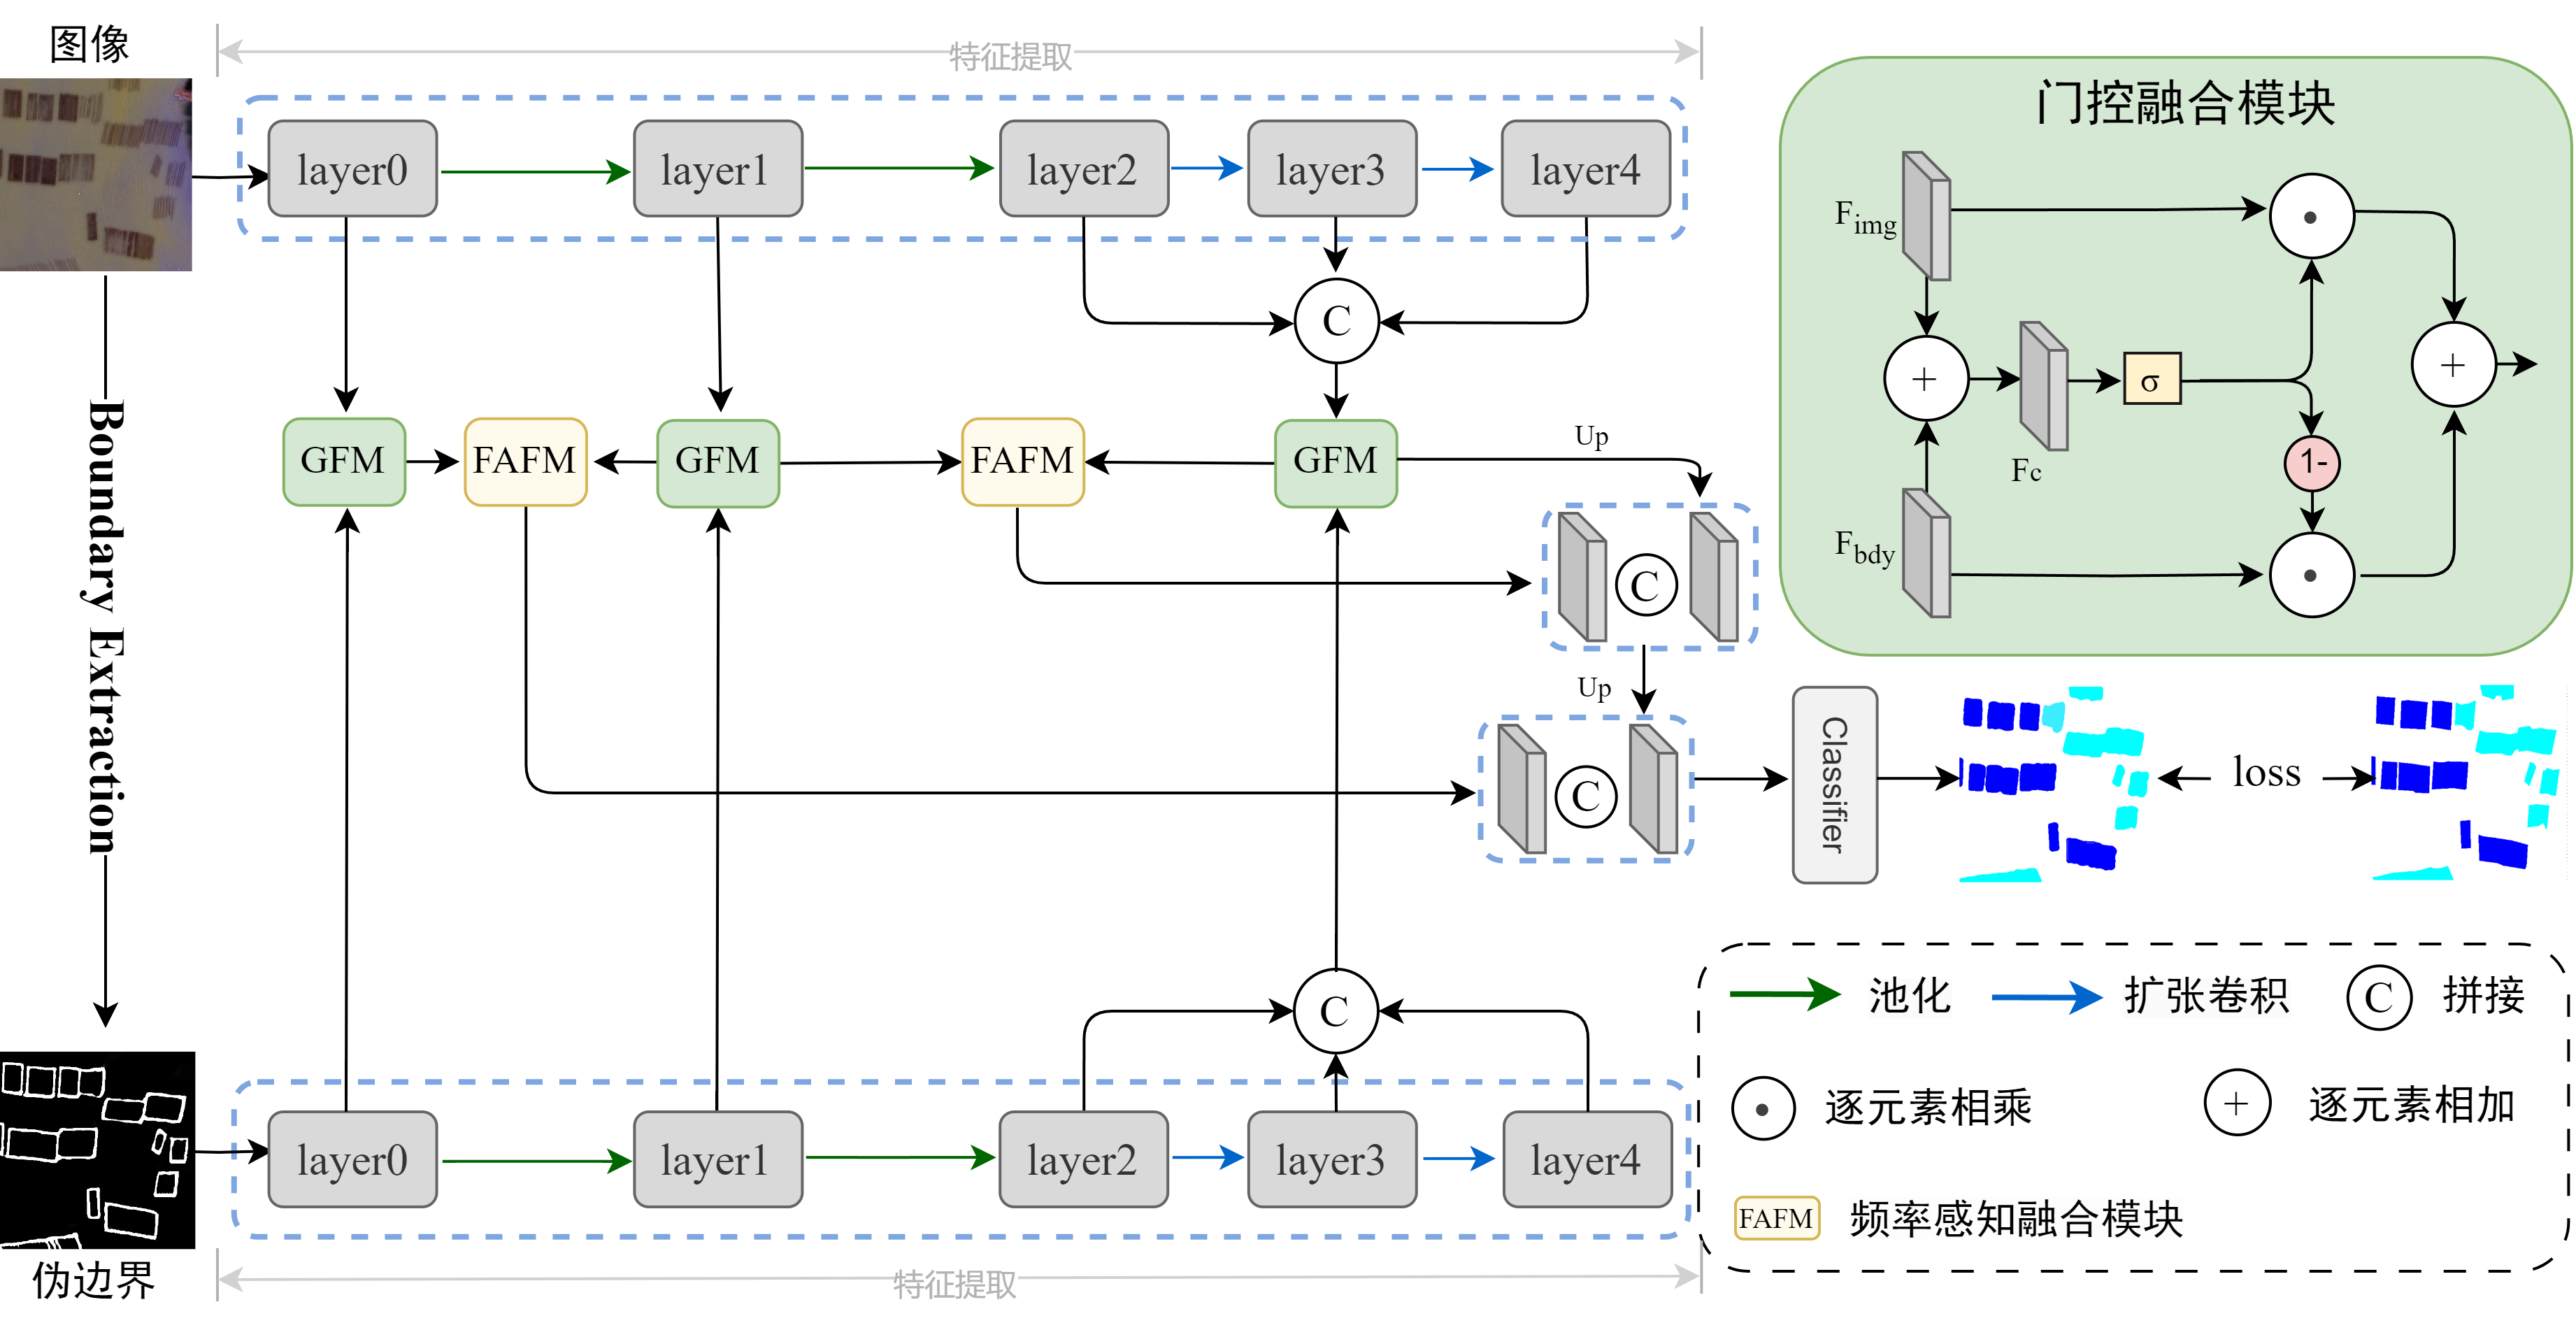 图像
特征提取
layer0
layer1
layer2
layer3
layer4
C
GFM
FAFM
GFM
FAFM
GFM
Up
C
Up
C
Boundary Extraction
Classifier
loss
C
layer0
layer1
layer2
layer3
layer4
伪边界
特征提取
门控融合模块
Fimg
+
Fc
σ
1-
+
Fbdy
池化
扩张卷积
C 拼接
逐元素相乘
+ 逐元素相加
FAFM 频率感知融合模块